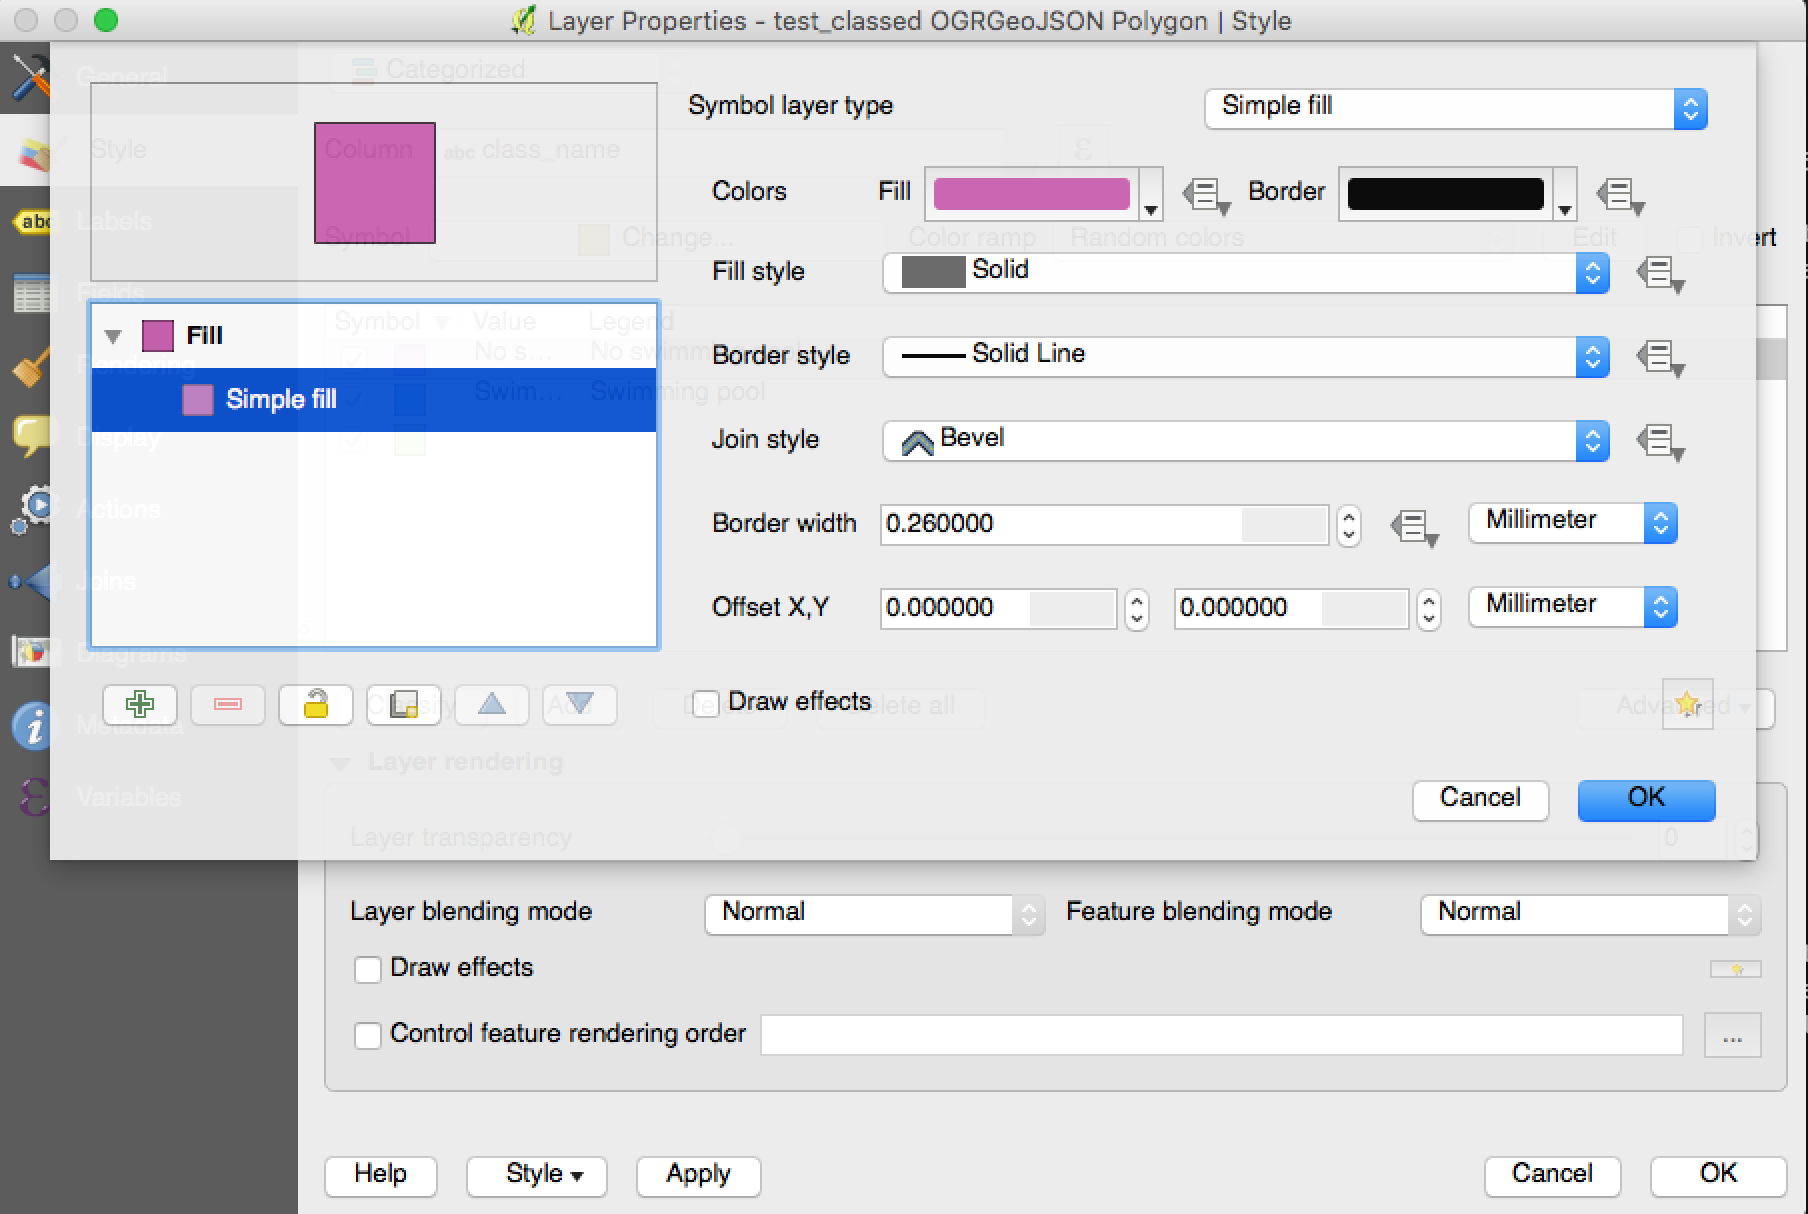 Layer Properties - test_classed OGRGeoJSON Polygon | Style
General
Categorized
Symbol layer type
Simple fill
Style
Column
abc class_name
ε
Colors
Fill
Border
abc
Labels
Symbol
Change...
Color ramp
Random colors
Edit
Invert
Fill style
Solid
Fields
Symbol
Value
Legend
Fill
No s...
No swimming pool
Border style
Solid Line
Rendering
Simple fill
Swim...
Swimming pool
Display
Join style
Bevel
Actions
Border width
0.260000
Millimeter
Joins
Offset X,Y
0.000000
0.000000
Millimeter
Diagrams
Classify
Add
Delete all
Draw effects
Advanced
Metadata
Layer rendering
Variables
Cancel
OK
Layer transparency
0
Layer blending mode
Normal
Feature blending mode
Normal
Draw effects
Control feature rendering order
...
Help
Style
Apply
Cancel
OK